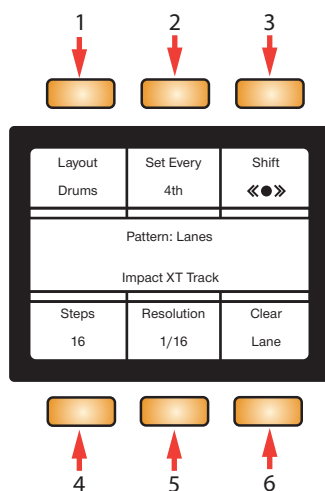 1 2 3
Layout Set Every Shift
Drums 4th «●»
Pattern: Lanes
Impact XT Track
Steps Resolution Clear
16 1/16 Lane
4 5 6